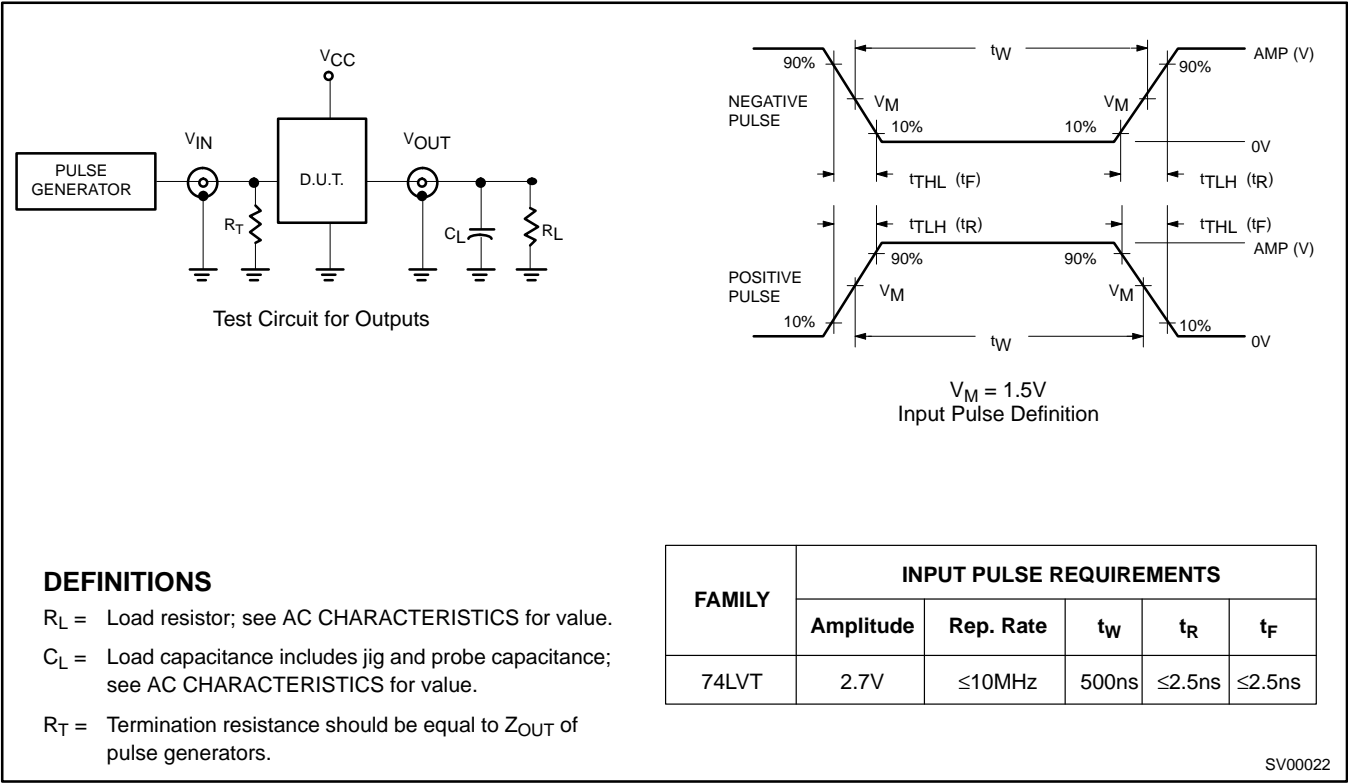 VCC
VIN
VOUT
PULSE
GENERATOR
D.U.T.
RT
CL
RL
Test Circuit for Outputs
90%
tW
90%
AMP (V)
NEGATIVE
PULSE
VM
VM
10%
10%
0V
tTHL (tF)
tTLH (tR)
tTLH (tR)
tTHL (tF)
AMP (V)
90%
90%
POSITIVE
PULSE
VM
VM
10%
10%
tW
0V
VM = 1.5V
Input Pulse Definition
DEFINITIONS
RL = Load resistor; see AC CHARACTERISTICS for value.
CL = Load capacitance includes jig and probe capacitance;
see AC CHARACTERISTICS for value.
RT = Termination resistance should be equal to ZOUT of
pulse generators.
FAMILY
INPUT PULSE REQUIREMENTS
Amplitude Rep. Rate tW tR tF
74LVT 2.7V ≤10MHz 500ns ≤2.5ns ≤2.5ns
SV00022